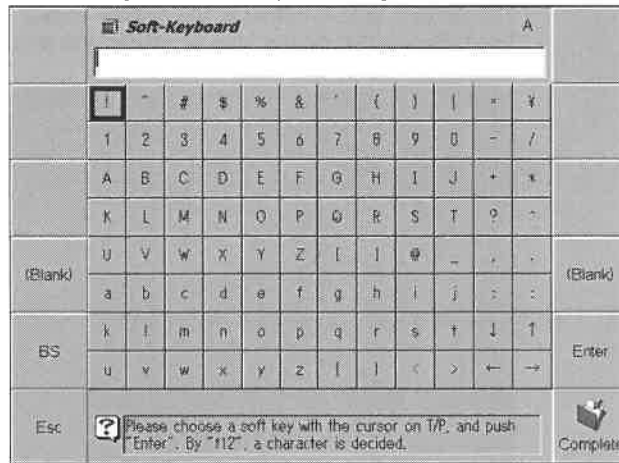 Soft-Keyboard A
! # $ % & ' ( ) ¥
1 2 3 4 5 6 7 8 9 0 - /
A B C D E F G H I J + *
K L M N O P Q R S T ?
(Blank) U V W X Y Z [ ] @ _ , . (Blank)
a b c d e f g h i j ; :
BS k l m n o p q r s t ↓ ↑ Enter
u v w x y z < > ← →
Esc Please choose a soft key with the cursor on T/P, and push
"Enter". By "f12", a character is decided.
Complete